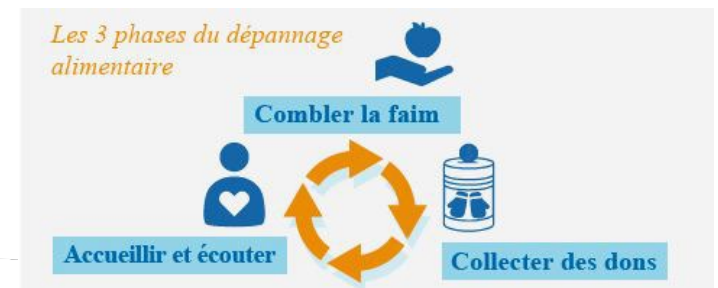 Les 3 phases du dépannage
alimentaire
Combler la faim
Accueillir et écouter
Collecter des dons